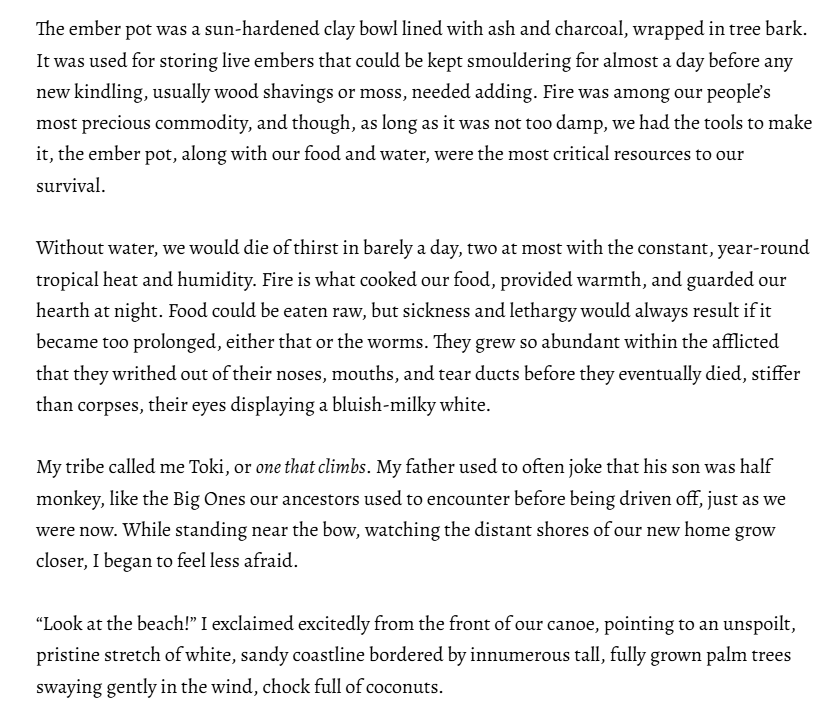 The ember pot was a sun-hardened clay bowl lined with ash and charcoal, wrapped in tree bark.
It was used for storing live embers that could be kept smouldering for almost a day before any
new kindling, usually wood shavings or moss, needed adding. Fire was among our people’s
most precious commodity, and though, as long as it was not too damp, we had the tools to make
it, the ember pot, along with our food and water, were the most critical resources to our
survival.
Without water, we would die of thirst in barely a day, two at most with the constant, year-round
tropical heat and humidity. Fire is what cooked our food, provided warmth, and guarded our
hearth at night. Food could be eaten raw, but sickness and lethargy would always result if it
became too prolonged, either that or the worms. They grew so abundant within the afflicted
that they writhed out of their noses, mouths, and tear ducts before they eventually died, stiffer
than corpses, their eyes displaying a bluish-milky white.
My tribe called me Toki, or one that climbs. My father used to often joke that his son was half
monkey, like the Big Ones our ancestors used to encounter before being driven off, just as we
were now. While standing near the bow, watching the distant shores of our new home grow
closer, I began to feel less afraid.
“Look at the beach!” I exclaimed excitedly from the front of our canoe, pointing to an unspoilt,
pristine stretch of white, sandy coastline bordered by innumerous tall, fully grown palm trees
swaying gently in the wind, chock full of coconuts.